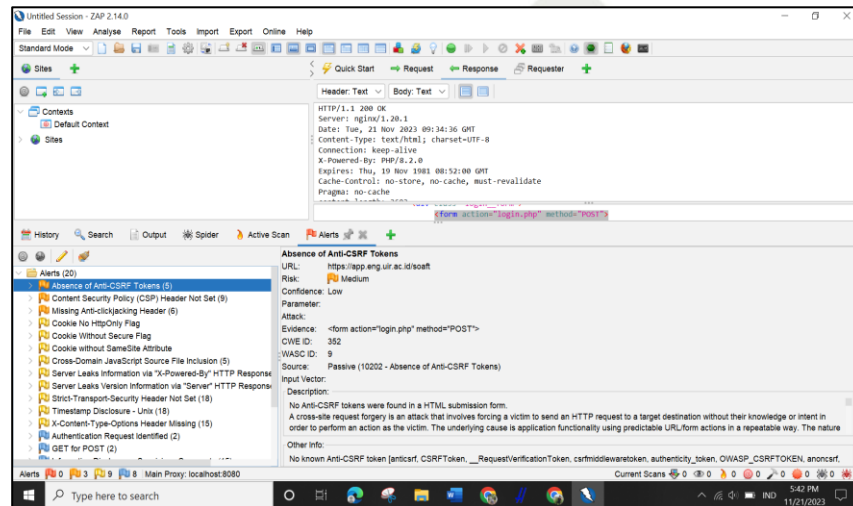 Untitled Session - ZAP 2.14.0
File Edit View Analyse Report Tools Import Export Online Help
Standard Mode
Sites
Quick Start Request Response Requester
Header: Text Body: Text
Contexts
Default Context
Sites
HTTP/1.1 200 OK
Server: nginx/1.20.1
Date: Tue, 21 Nov 2023 09:34:36 GMT
Content-Type: text/html; charset=UTF-8
Connection: keep-alive
X-Powered-By: PHP/8.2.0
Expires: Thu, 19 Nov 1981 08:52:00 GMT
Cache-Control: no-store, no-cache, must-revalidate
Pragma: no-cache
<form action="login.php" method="POST">
History Search Output Spider Active Scan Alerts
Alerts (20)
Absence of Anti-CSRF Tokens (5)
Content Security Policy (CSP) Header Not Set (9)
Missing Anti-clickjacking Header (6)
Cookie No HttpOnly Flag
Cookie Without Secure Flag
Cookie without SameSite Attribute
Cross-Domain JavaScript Source File Inclusion (5)
Server Leaks Information via "X-Powered-By" HTTP Response
Server Leaks Version Information via "Server" HTTP Respons
Strict-Transport-Security Header Not Set (18)
Timestamp Disclosure - Unix (18)
X-Content-Type-Options Header Missing (15)
Authentication Request Identified (2)
GET for POST (2)
Absence of Anti-CSRF Tokens
URL: https://app.eng.uir.ac.id/soaft
Risk: Medium
Confidence: Low
Parameter:
Attack:
Evidence: <form action="login.php" method="POST">
CWE ID: 352
WASC ID: 9
Source: Passive (10202 - Absence of Anti-CSRF Tokens)
Input Vector:
Description:
No Anti-CSRF tokens were found in a HTML submission form.
A cross-site request forgery is an attack that involves forcing a victim to send an HTTP request to a target destination without their knowledge or intent in
order to perform an action as the victim. The underlying cause is application functionality using predictable URL/form actions in a repeatable way. The nature
Other Info:
No known Anti-CSRF token [anticsrf, CSRFToken, __RequestVerificationToken, csrfmiddlewaretoken, authenticity_token, OWASP_CSRFTOKEN, anoncsrf,
Alerts 0 3 9 8 Main Proxy: localhost:8080
Current Scans 0 0 0 0 0 0 0 0
Type here to search
IND
5:42 PM
11/21/2023